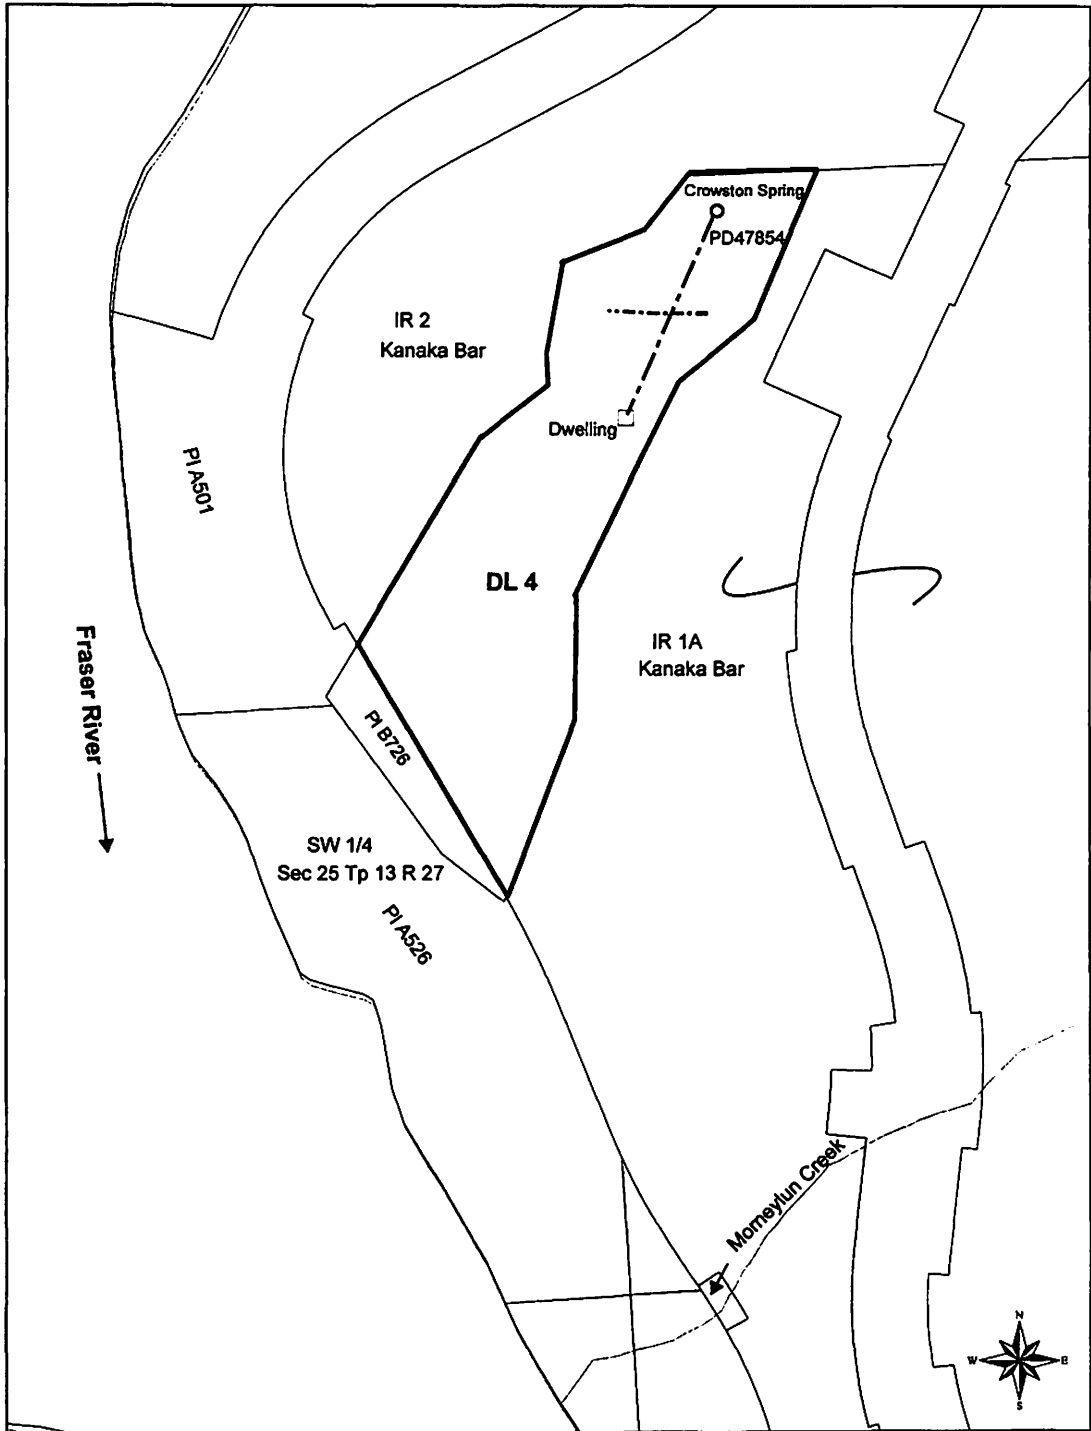 Crowston Spring
PD47854
IR 2
Kanaka Bar
Dwelling
Pl A501
DL 4
IR 1A
Kanaka Bar
Fraser River
Pl B726
SW 1/4
Sec 25 Tp 13 R 27
Pl A526
Morneylun Creek
N
W
E
S